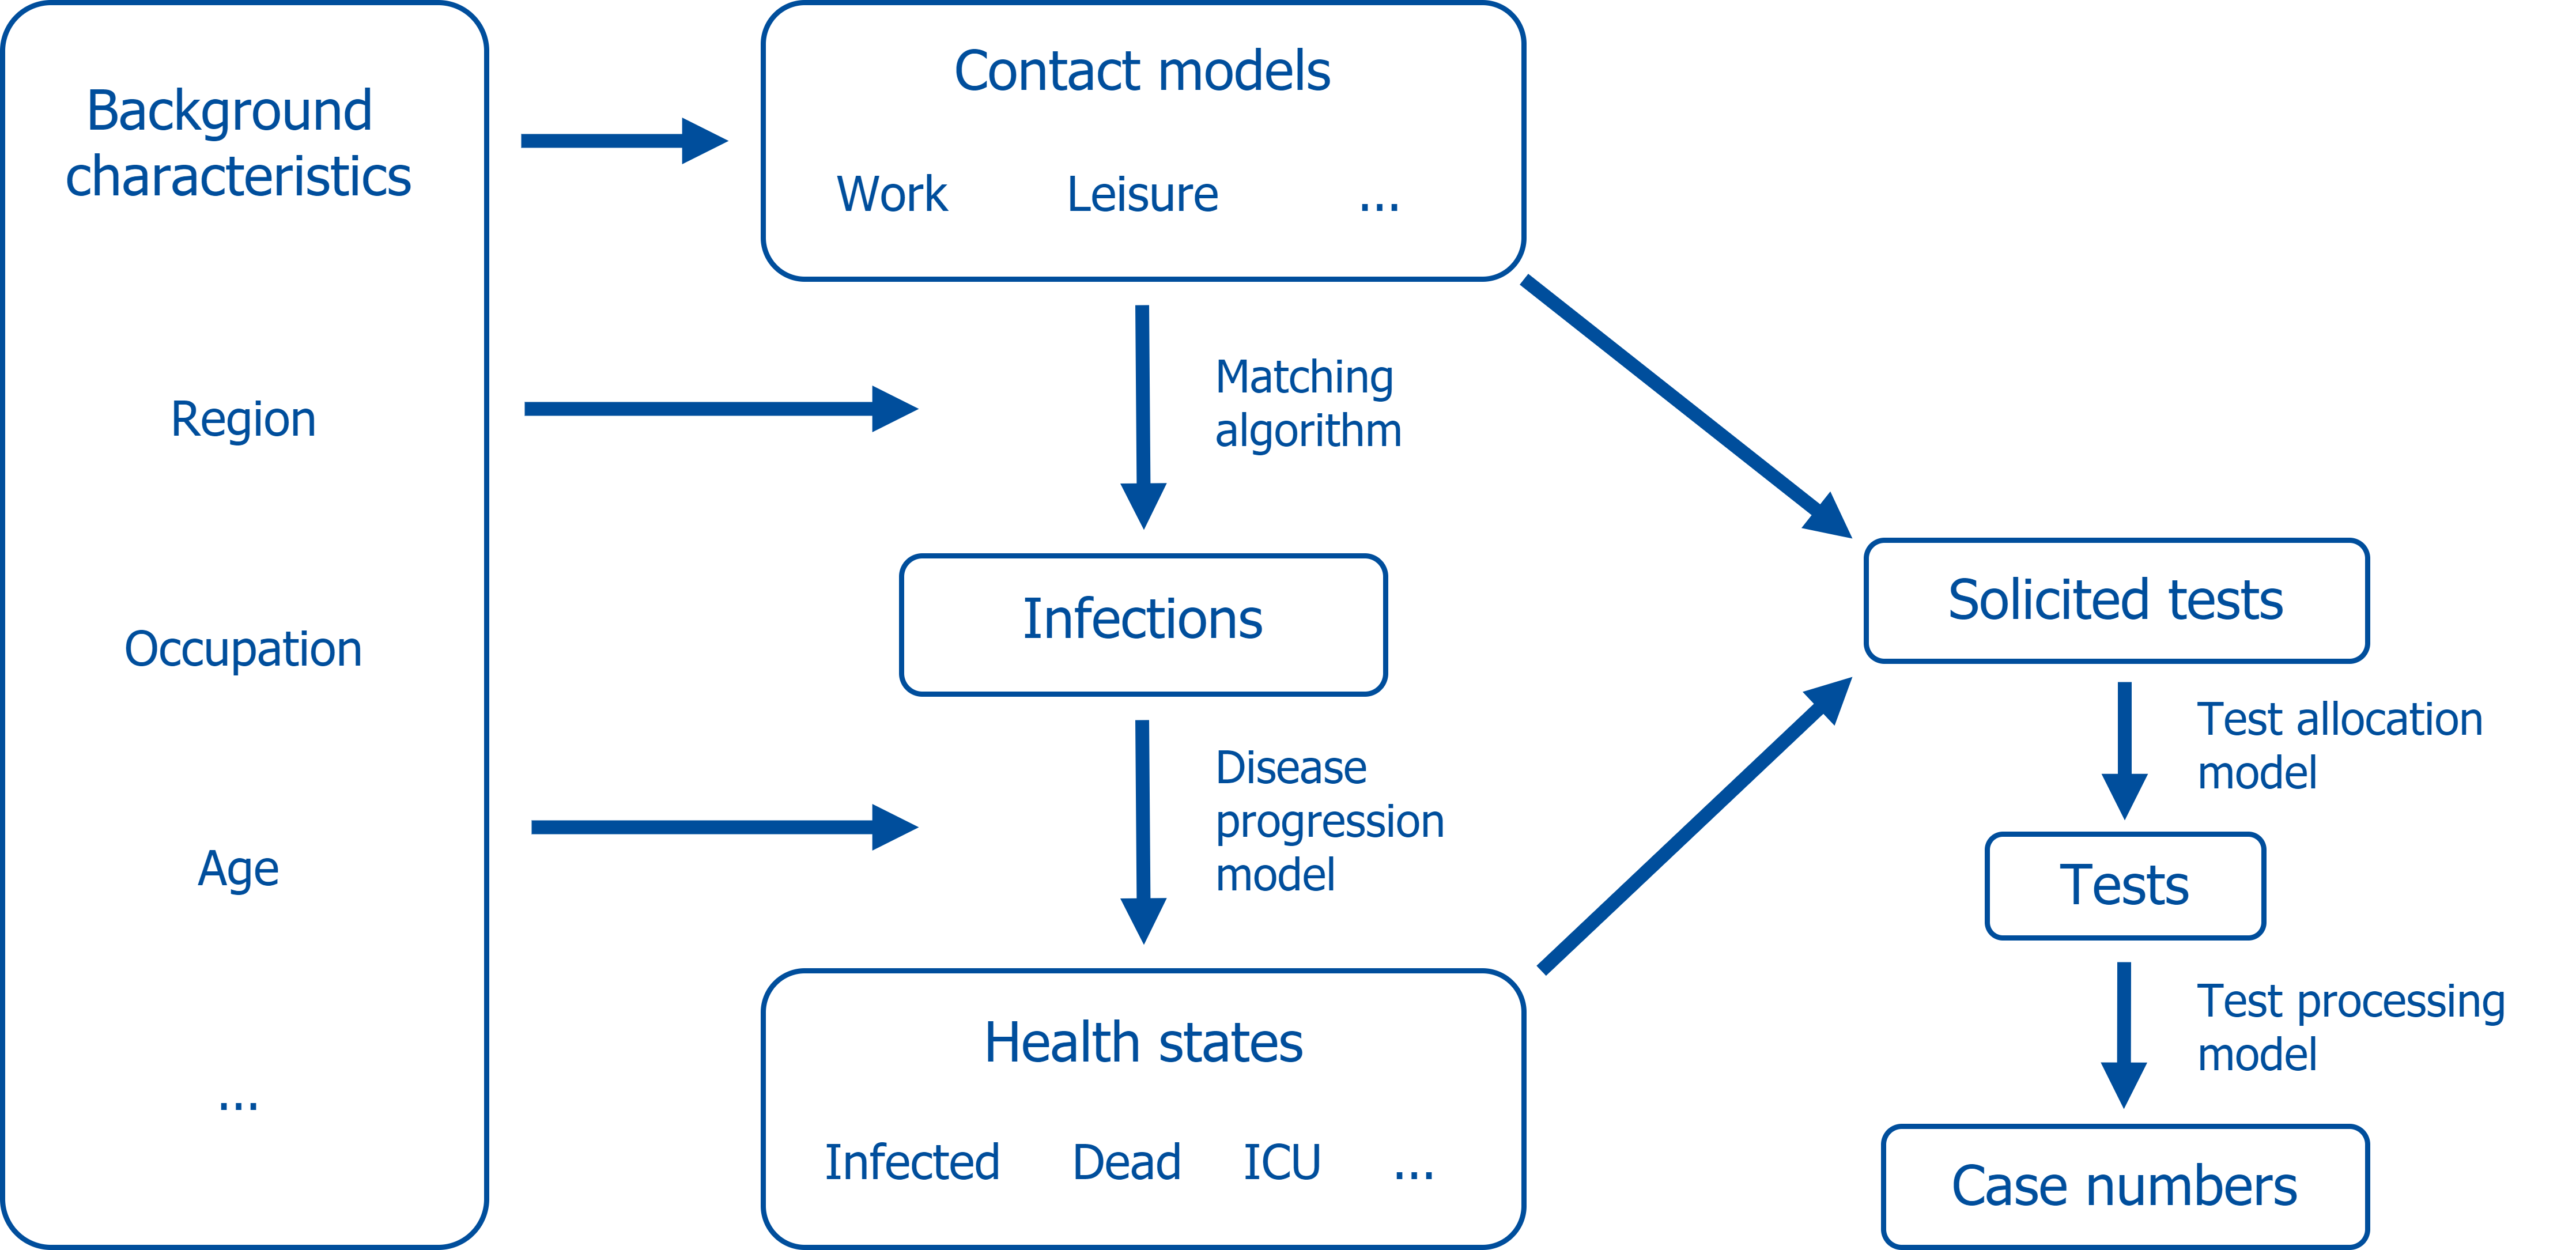 Background
characteristics
Region
Occupation
Age
...
Contact models
Work Leisure ...
Matching
algorithm
Infections
Disease
progression
model
Health states
Infected Dead ICU ...
Solicited tests
Test allocation
model
Tests
Test processing
model
Case numbers